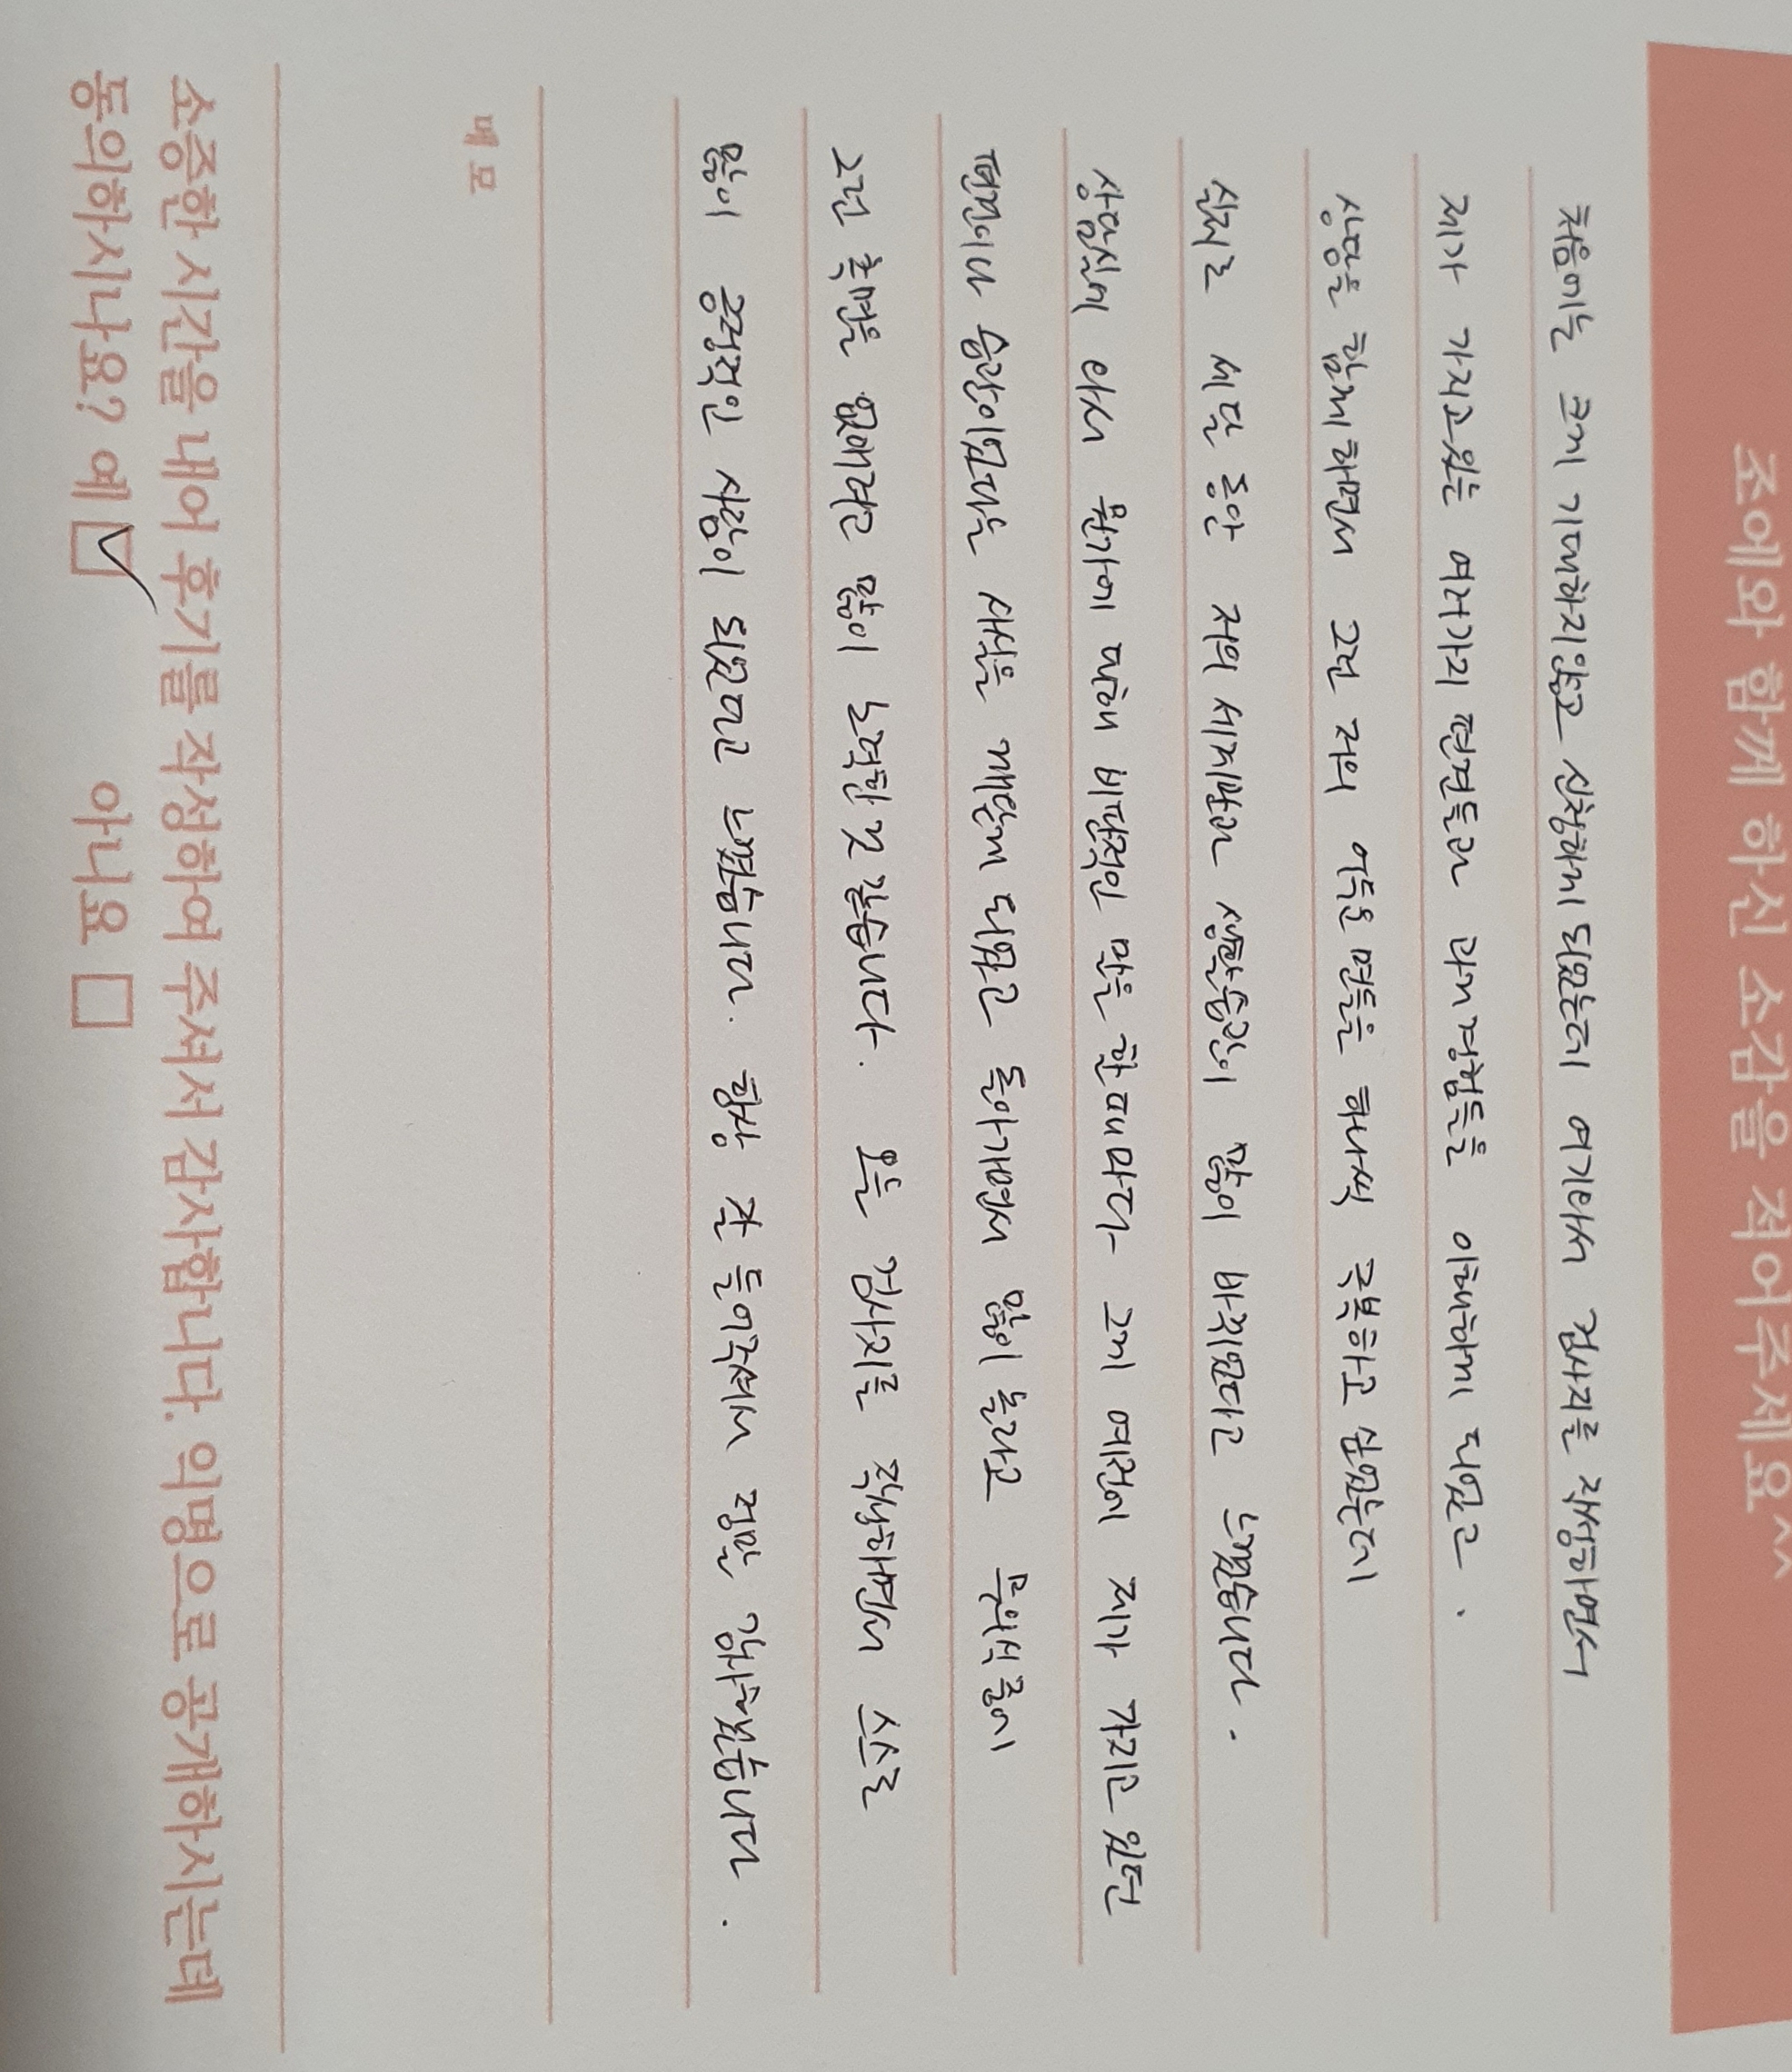 조에와 함께 하신 소감을 적어주세요^^
처음에는 크게 기대하지않고 신청하게 되었는데 여기와서 검사지를 작성하면서
제가 가지고있는 여러가지 편견들과 과거경험들을 이해하게 되었고.
상담을 함께하면서 그런 저의 어두운 면들을 하나씩 극복하고 싶었는데
실제로 세달 동안 저의 세계관과 생활습관이 많이 바뀌었다고 느꼈습니다.
상담실에 와서 뭔가에 대해 비판적인 말을 할때마다 그게 예전에 제가 가지고 있던
편견이나 습관이었다는 사실을 깨닫게 되었고 돌아가면서 많이 놀라고 무의식중에
그런 측면을 없애려고 많이 노력한 것 같습니다. 오늘 검사지를 작성하면서 스스로
많이 긍정적인 사람이 되었다고 느꼈습니다. 항상 잘 들어주셔서 정말 감사했습니다.
메모
소중한 시간을 내어 후기를 작성하여 주셔서 감사합니다. 익명으로 공개하시는데
동의하시나요? 예 아니요